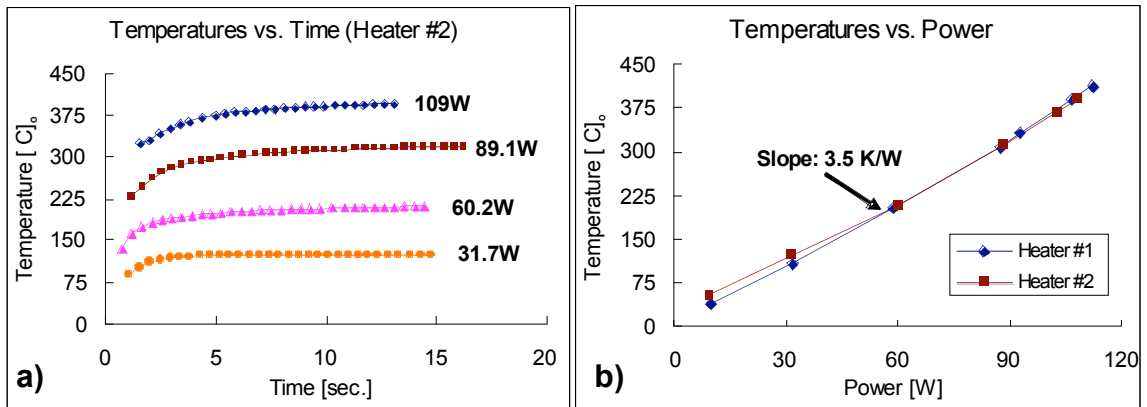 Temperatures vs. Time (Heater #2)
Temperature [ C]。
450
375
300
225
150
75
0
109W
89.1W
60.2W
31.7W
0 5 10 15 20
Time [sec.]
a)
Temperatures vs. Power
Temperature [ C]。
450
375
300
225
150
75
0
Slope: 3.5 K/W
Heater #1
Heater #2
0 30 60 90 120
Power [W]
b)